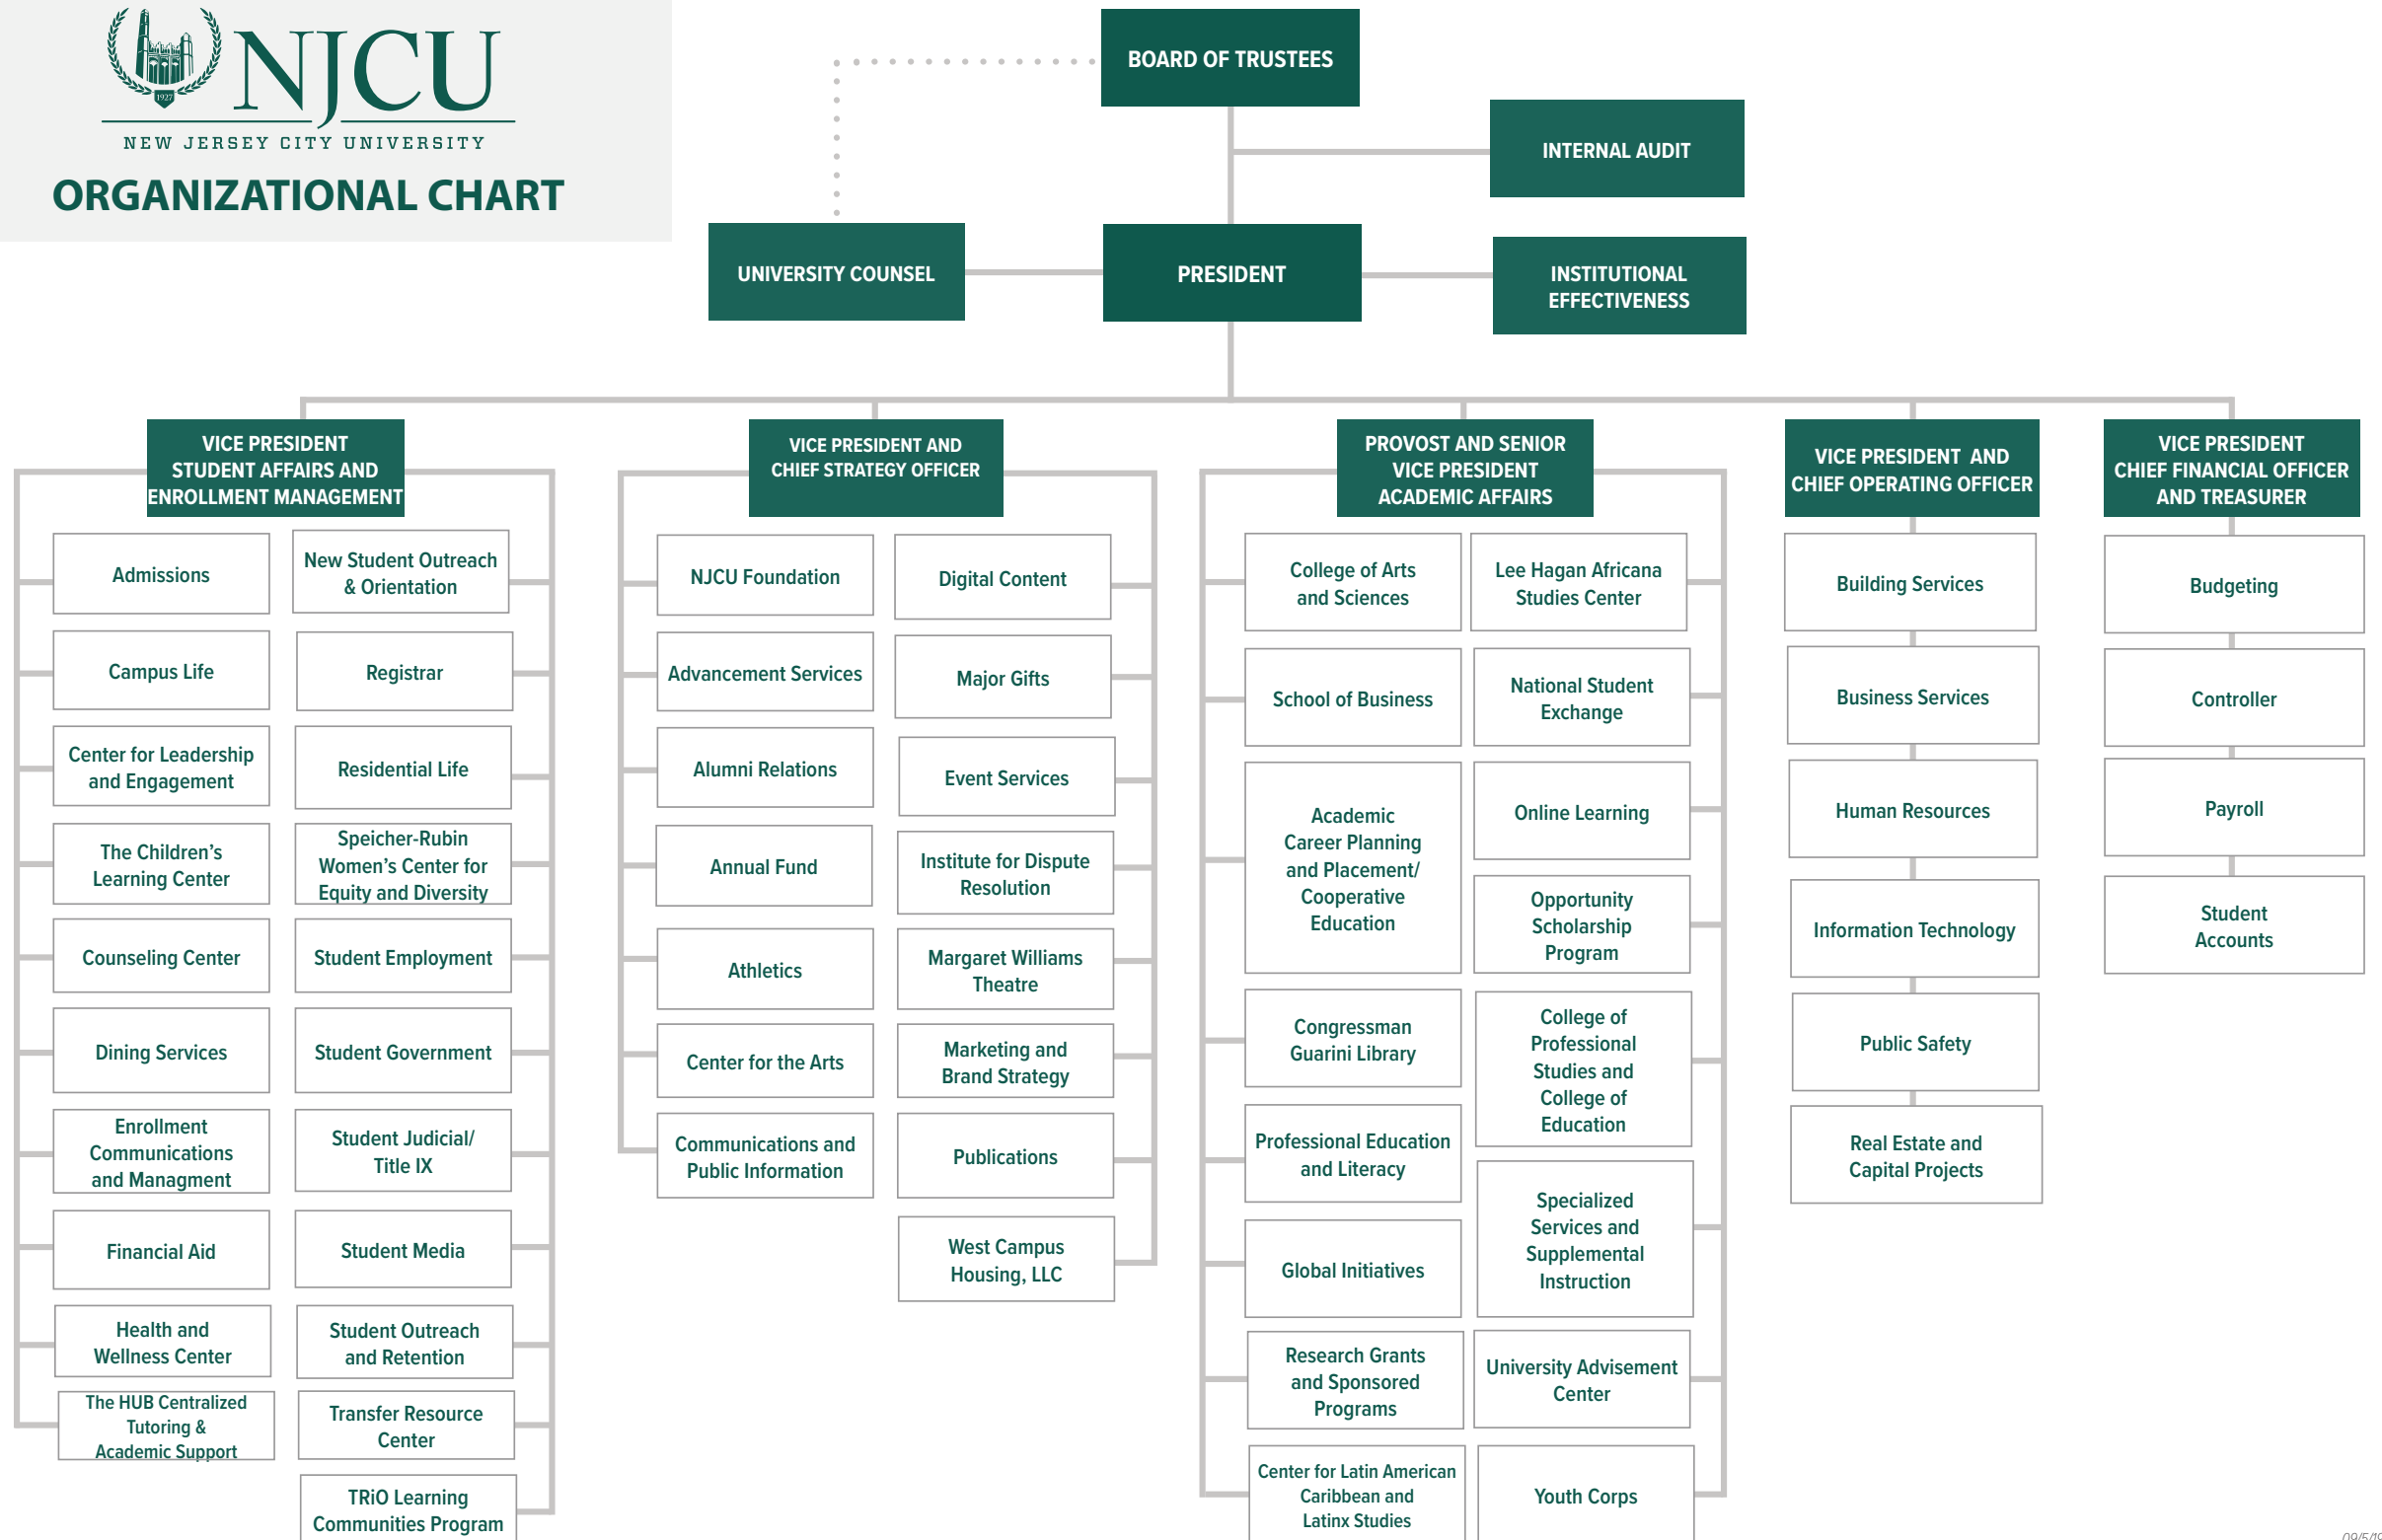 1927
NJCU
NEW JERSEY CITY UNIVERSITY
ORGANIZATIONAL CHART
BOARD OF TRUSTEES
INTERNAL AUDIT
UNIVERSITY COUNSEL
PRESIDENT
INSTITUTIONAL
EFFECTIVENESS
VICE PRESIDENT
STUDENT AFFAIRS AND
ENROLLMENT MANAGEMENT
Admissions
Campus Life
Center for Leadership
and Engagement
The Children’s
Learning Center
Counseling Center
Dining Services
Enrollment
Communications
and Managment
Financial Aid
Health and
Wellness Center
The HUB Centralized
Tutoring &
Academic Support
New Student Outreach
& Orientation
Registrar
Residential Life
Speicher-Rubin
Women’s Center for
Equity and Diversity
Student Employment
Student Government
Student Judicial/
Title IX
Student Media
Student Outreach
and Retention
Transfer Resource
Center
TRiO Learning
Communities Program
VICE PRESIDENT AND
CHIEF STRATEGY OFFICER
NJCU Foundation
Advancement Services
Alumni Relations
Annual Fund
Athletics
Center for the Arts
Communications and
Public Information
Digital Content
Major Gifts
Event Services
Institute for Dispute
Resolution
Margaret Williams
Theatre
Marketing and
Brand Strategy
Publications
West Campus
Housing, LLC
PROVOST AND SENIOR
VICE PRESIDENT
ACADEMIC AFFAIRS
College of Arts
and Sciences
School of Business
Academic
Career Planning
and Placement/
Cooperative
Education
Congressman
Guarini Library
Professional Education
and Literacy
Global Initiatives
Research Grants
and Sponsored
Programs
Center for Latin American
Caribbean and
Latinx Studies
Lee Hagan Africana
Studies Center
National Student
Exchange
Online Learning
Opportunity
Scholarship
Program
College of
Professional
Studies and
College of
Education
Specialized
Services and
Supplemental
Instruction
University Advisement
Center
Youth Corps
VICE PRESIDENT AND
CHIEF OPERATING OFFICER
Building Services
Business Services
Human Resources
Information Technology
Public Safety
Real Estate and
Capital Projects
VICE PRESIDENT
CHIEF FINANCIAL OFFICER
AND TREASURER
Budgeting
Controller
Payroll
Student
Accounts